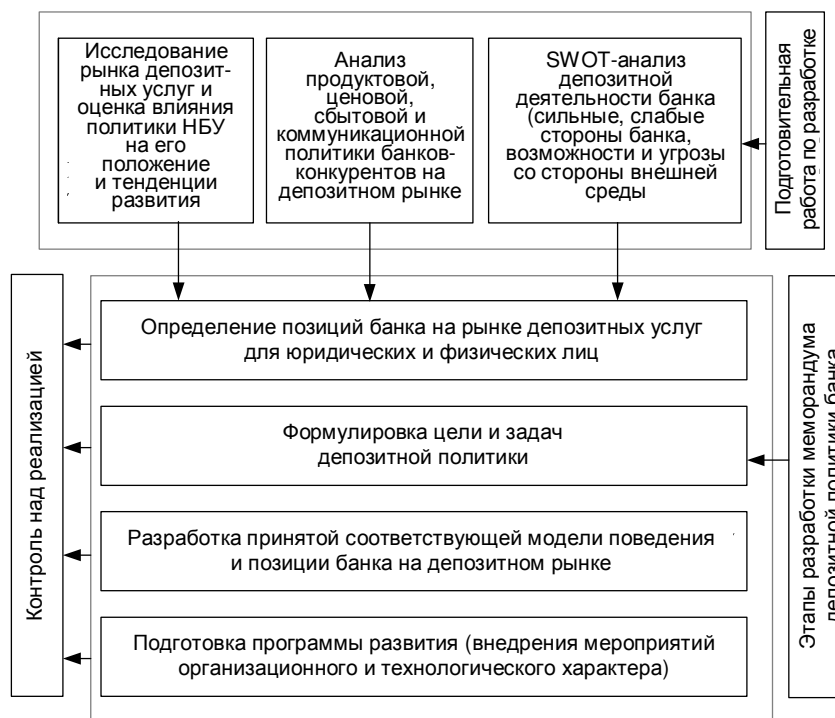 Исследование
рынка депозит-
ных услуг и
оценка влияния
политики НБУ
на его
положение
и тенденции
развития
Анализ
продуктовой,
ценовой,
сбытовой и
коммуникационной
политики банков-
конкурентов на
депозитном рынке
SWOT-анализ
депозитной
деятельности банка
(сильные, слабые
стороны банка,
возможности и угрозы
со стороны внешней
среды
Подготовительная
работа по разработке
Контроль над реализацией
Определение позиций банка на рынке депозитных услуг
для юридических и физических лиц
Формулировка цели и задач
депозитной политики
Разработка принятой соответствующей модели поведения
и позиции банка на депозитном рынке
Подготовка программы развития (внедрения мероприятий
организационного и технологического характера)
Этапы разработки меморандума
депозитной политики банка